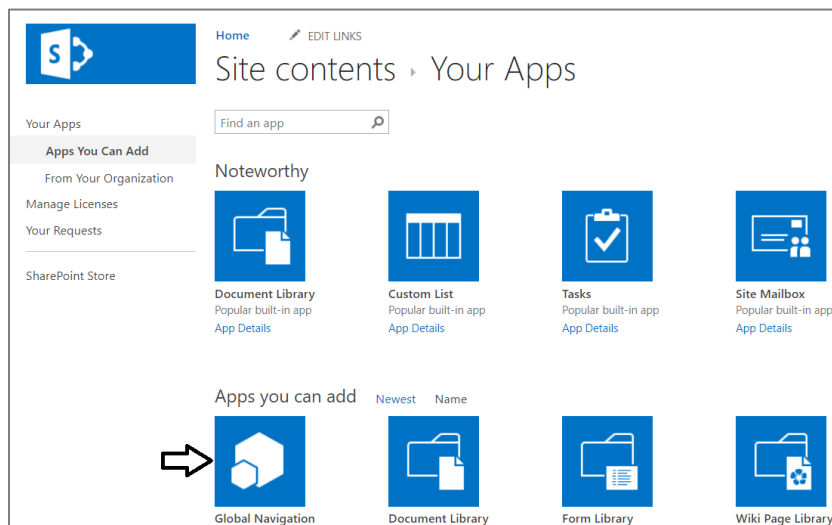 S
Home EDIT LINKS
Site contents ▸ Your Apps
Find an app
Your Apps
Apps You Can Add
From Your Organization
Manage Licenses
Your Requests
SharePoint Store
Noteworthy
Document Library Custom List Tasks Site Mailbox
Popular built-in app Popular built-in app Popular built-in app Popular built-in app
App Details App Details App Details App Details
Apps you can add Newest Name
Global Navigation Document Library Form Library Wiki Page Library